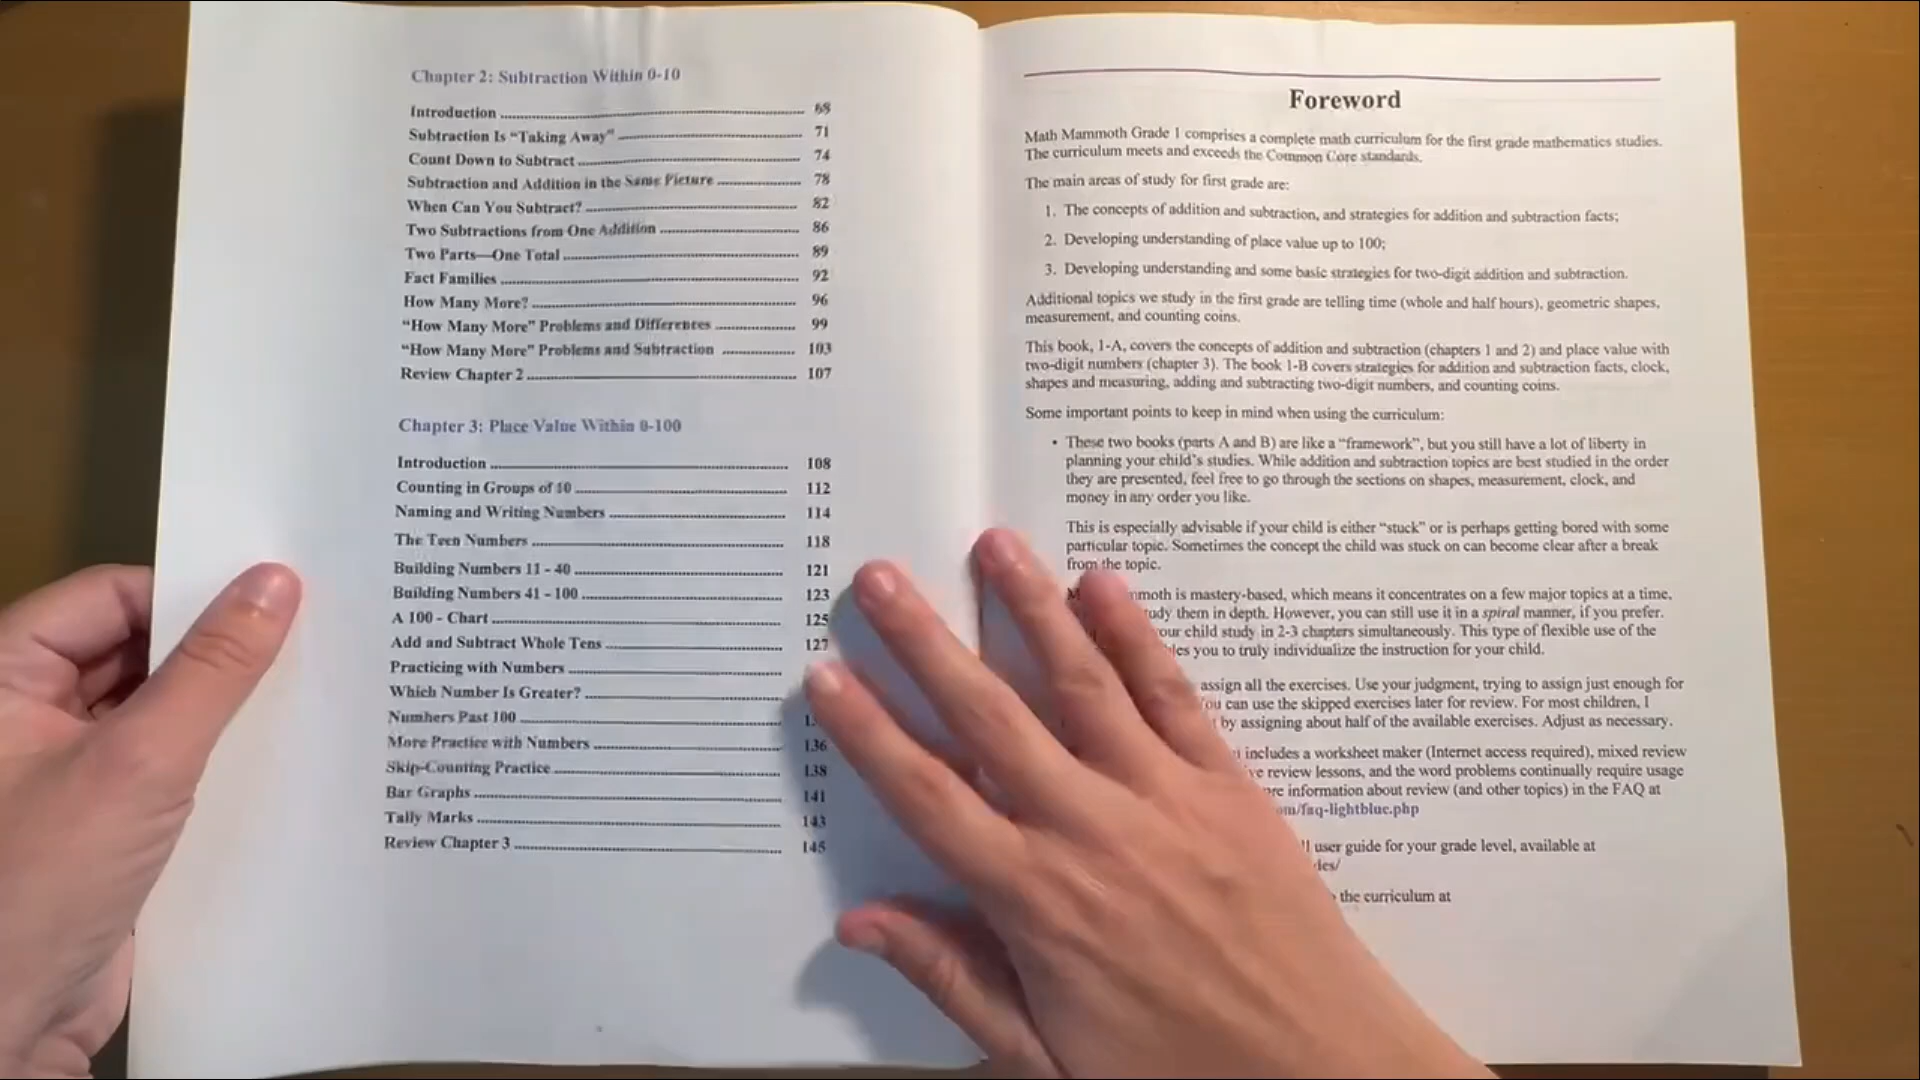 Chapter 2: Subtraction Within 0-10
Introduction ........ 68
Subtraction Is “Taking Away” ........ 71
Count Down to Subtract ........ 74
Subtraction and Addition in the Same Picture ........ 78
When Can You Subtract? ........ 82
Two Subtractions from One Addition ........ 86
Two Parts—One Total ........ 89
Fact Families ........ 92
How Many More? ........ 96
“How Many More” Problems and Differences ........ 99
“How Many More” Problems and Subtraction ........ 103
Review Chapter 2 ........ 107
Chapter 3: Place Value Within 0-100
Introduction ........ 108
Counting in Groups of 10 ........ 112
Naming and Writing Numbers ........ 114
The Teen Numbers ........ 118
Building Numbers 11 - 40 ........ 121
Building Numbers 41 - 100 ........ 123
A 100 - Chart ........ 125
Add and Subtract Whole Tens ........ 127
Practicing with Numbers ........
Which Number Is Greater? ........
Numbers Past 100 ........
More Practice with Numbers ........ 136
Skip-Counting Practice ........ 138
Bar Graphs ........ 141
Tally Marks ........ 143
Review Chapter 3 ........ 145
Foreword
Math Mammoth Grade 1 comprises a complete math curriculum for the first grade mathematics studies.
The curriculum meets and exceeds the Common Core standards.
The main areas of study for first grade are:
1. The concepts of addition and subtraction, and strategies for addition and subtraction facts;
2. Developing understanding of place value up to 100;
3. Developing understanding and some basic strategies for two-digit addition and subtraction.
Additional topics we study in the first grade are telling time (whole and half hours), geometric shapes,
measurement, and counting coins.
This book, 1-A, covers the concepts of addition and subtraction (chapters 1 and 2) and place value with
two-digit numbers (chapter 3). The book 1-B covers strategies for addition and subtraction facts, clock,
shapes and measuring, adding and subtracting two-digit numbers, and counting coins.
Some important points to keep in mind when using the curriculum:
• These two books (parts A and B) are like a “framework”, but you still have a lot of liberty in
planning your child’s studies. While addition and subtraction topics are best studied in the order
they are presented, feel free to go through the sections on shapes, measurement, clock, and
money in any order you like.
This is especially advisable if your child is either “stuck” or is perhaps getting bored with some
particular topic. Sometimes the concept the child was stuck on can become clear after a break
from the topic.
is mastery-based, which means it concentrates on a few major topics at a time,
them in depth. However, you can still use it in a spiral manner, if you prefer.
child study in 2-3 chapters simultaneously. This type of flexible use of the
you to truly individualize the instruction for your child.
assign all the exercises. Use your judgment, trying to assign just enough for
can use the skipped exercises later for review. For most children, I
by assigning about half of the available exercises. Adjust as necessary.
includes a worksheet maker (Internet access required), mixed review
review lessons, and the word problems continually require usage
information about review (and other topics) in the FAQ at
om/faq-lightblue.php
user guide for your grade level, available at
the curriculum at